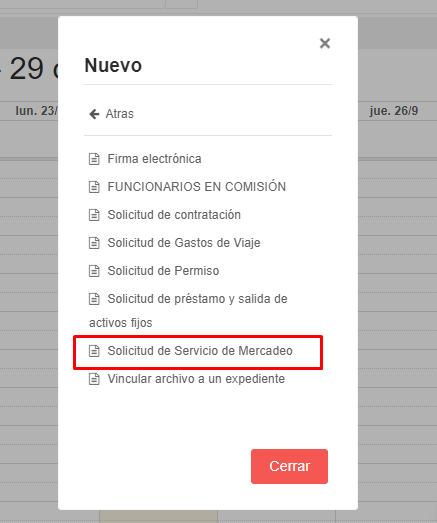 ×
Nuevo
29
Atras
lun. 23/
jue. 26/9
Firma electrónica
FUNCIONARIOS EN COMISIÓN
Solicitud de contratación
Solicitud de Gastos de Viaje
Solicitud de Permiso
Solicitud de préstamo y salida de
activos fijos
Solicitud de Servicio de Mercadeo
Vincular archivo a un expediente
Cerrar